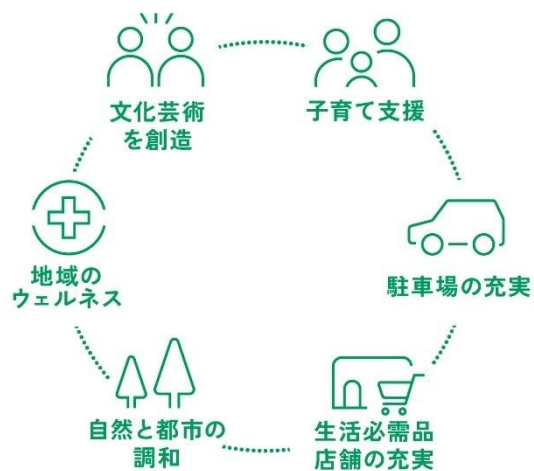 文化芸術
を創造
子育て支援
地域の
ウェルネス
駐車場の充実
自然と都市の
調和
生活必需品
店舗の充実